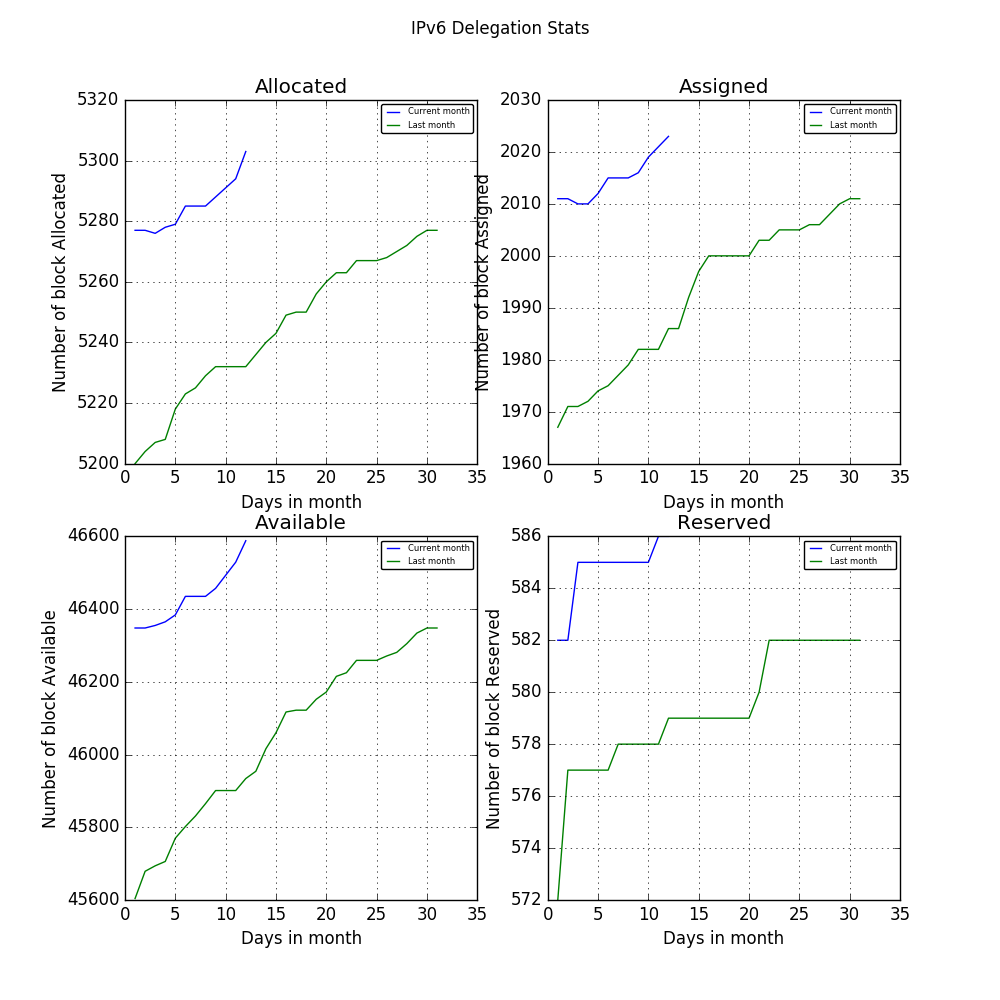 IPv6 Delegation Stats
Allocated
Number of block Allocated
5320
5300
5280
5260
5240
5220
5200
0 5 10 15 20 25 30 35
Days in month
Current month
Last month
Assigned
Number of block Assigned
2030
2020
2010
2000
1990
1980
1970
1960
0 5 10 15 20 25 30 35
Days in month
Current month
Last month
Available
Number of block Available
46600
46400
46200
46000
45800
45600
0 5 10 15 20 25 30 35
Days in month
Current month
Last month
Reserved
Number of block Reserved
586
584
582
580
578
576
574
572
0 5 10 15 20 25 30 35
Days in month
Current month
Last month